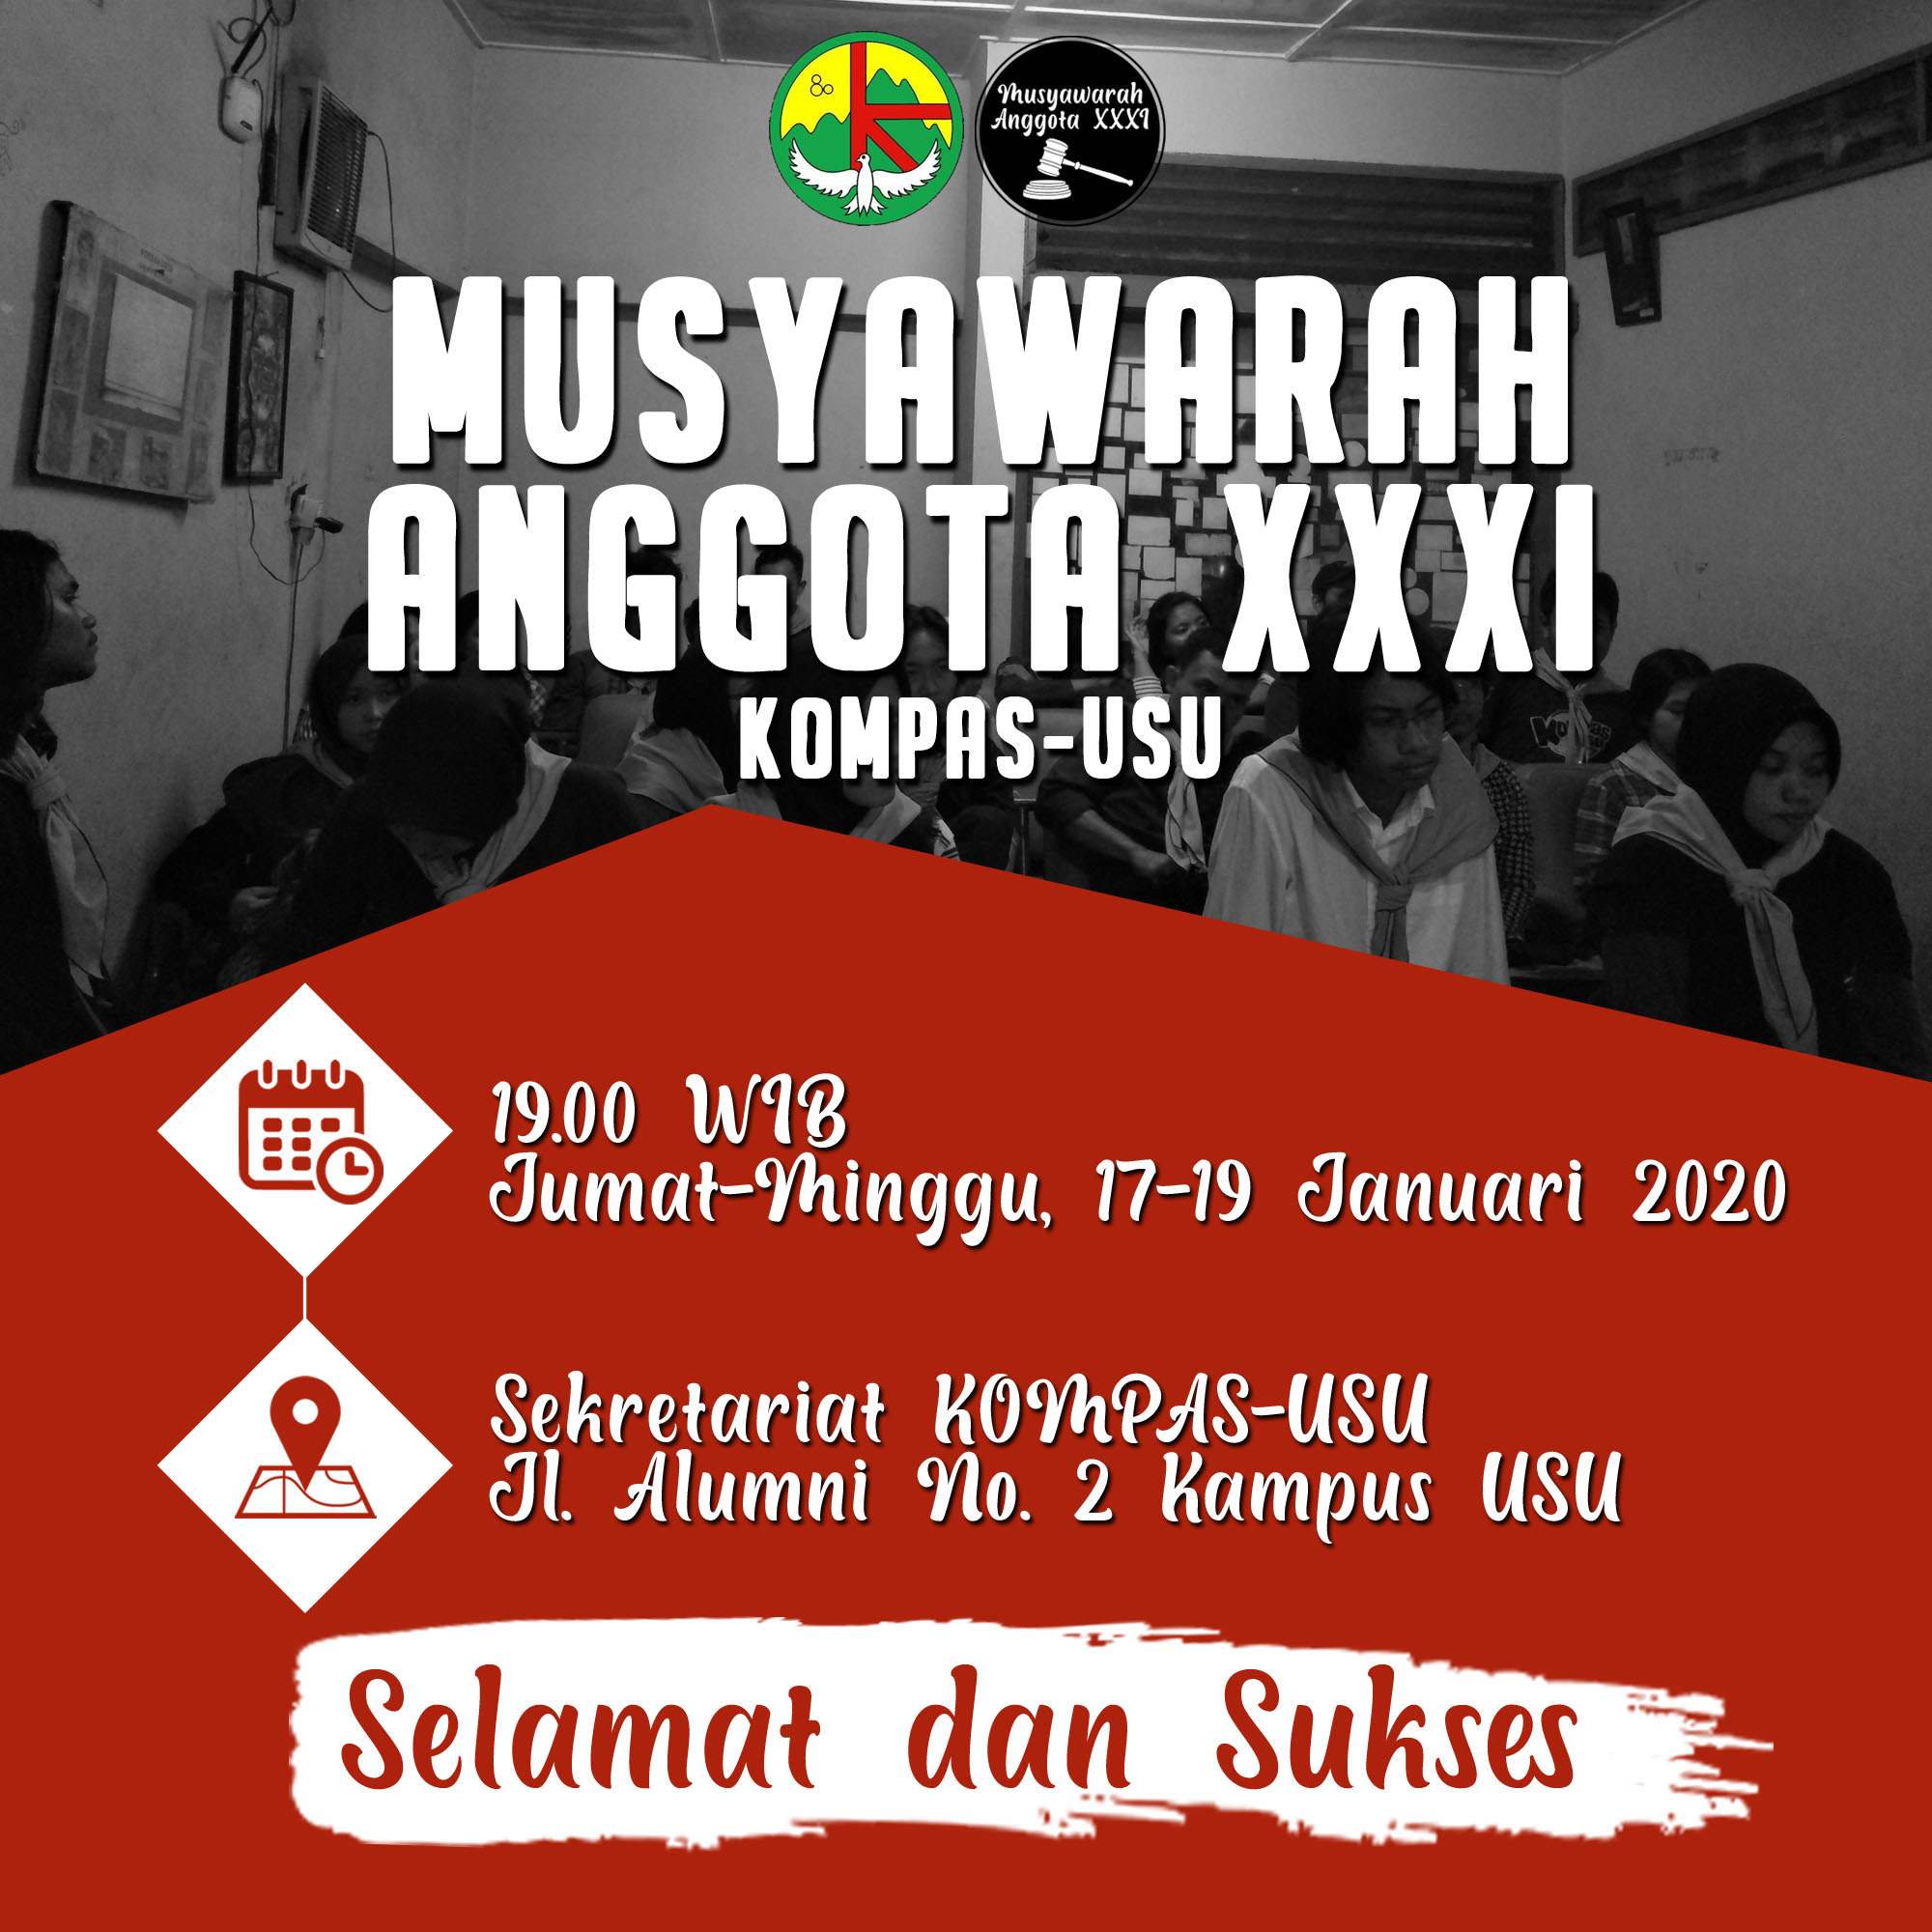 Musyawarah
Anggota XXXI
MUSYAWARAH
ANGGOTA XXXI
KOMPAS-USU
19.00 WIB
Jumat-Minggu, 17-19 Januari 2020
Sekretariat KOMPAS-USU
Jl. Alumni No. 2 Kampus USU
Selamat dan Sukses